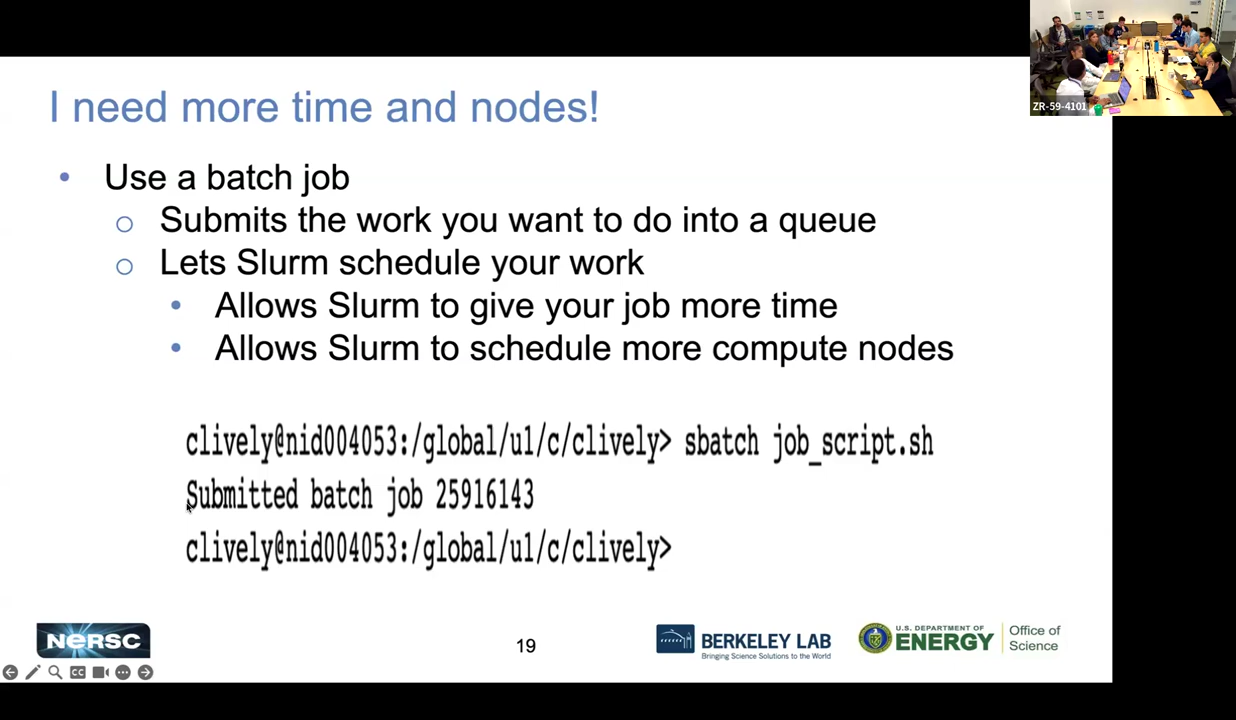 ZR-59-4101
I need more time and nodes!
• Use a batch job
o Submits the work you want to do into a queue
o Lets Slurm schedule your work
• Allows Slurm to give your job more time
• Allows Slurm to schedule more compute nodes
clively@nid004053:/global/u1/c/clively> sbatch job_script.sh
Submitted batch job 25916143
clively@nid004053:/global/u1/c/clively>
NERSC
19
BERKELEY LAB
Bringing Science Solutions to the World
U.S. DEPARTMENT OF
ENERGY
Office of
Science
CC